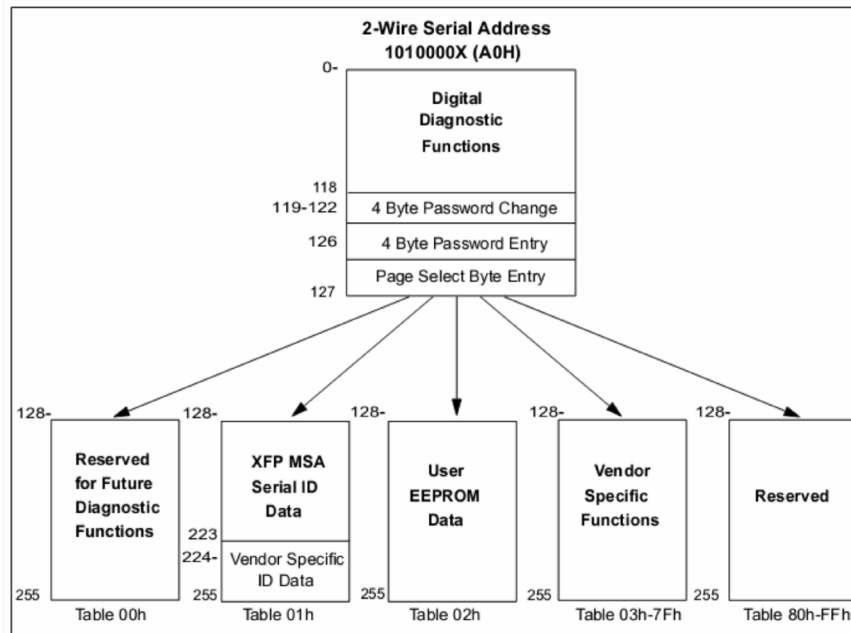 2-Wire Serial Address
1010000X (A0H)
0-
Digital
Diagnostic
Functions
118
119-122
4 Byte Password Change
126
4 Byte Password Entry
Page Select Byte Entry
127
128-
Reserved
for Future
Diagnostic
Functions
255
Table 00h
128-
XFP MSA
Serial ID
Data
223
224-
Vendor Specific
ID Data
255
Table 01h
128-
User
EEPROM
Data
255
Table 02h
128-
Vendor
Specific
Functions
255
Table 03h-7Fh
128-
Reserved
255
Table 80h-FFh